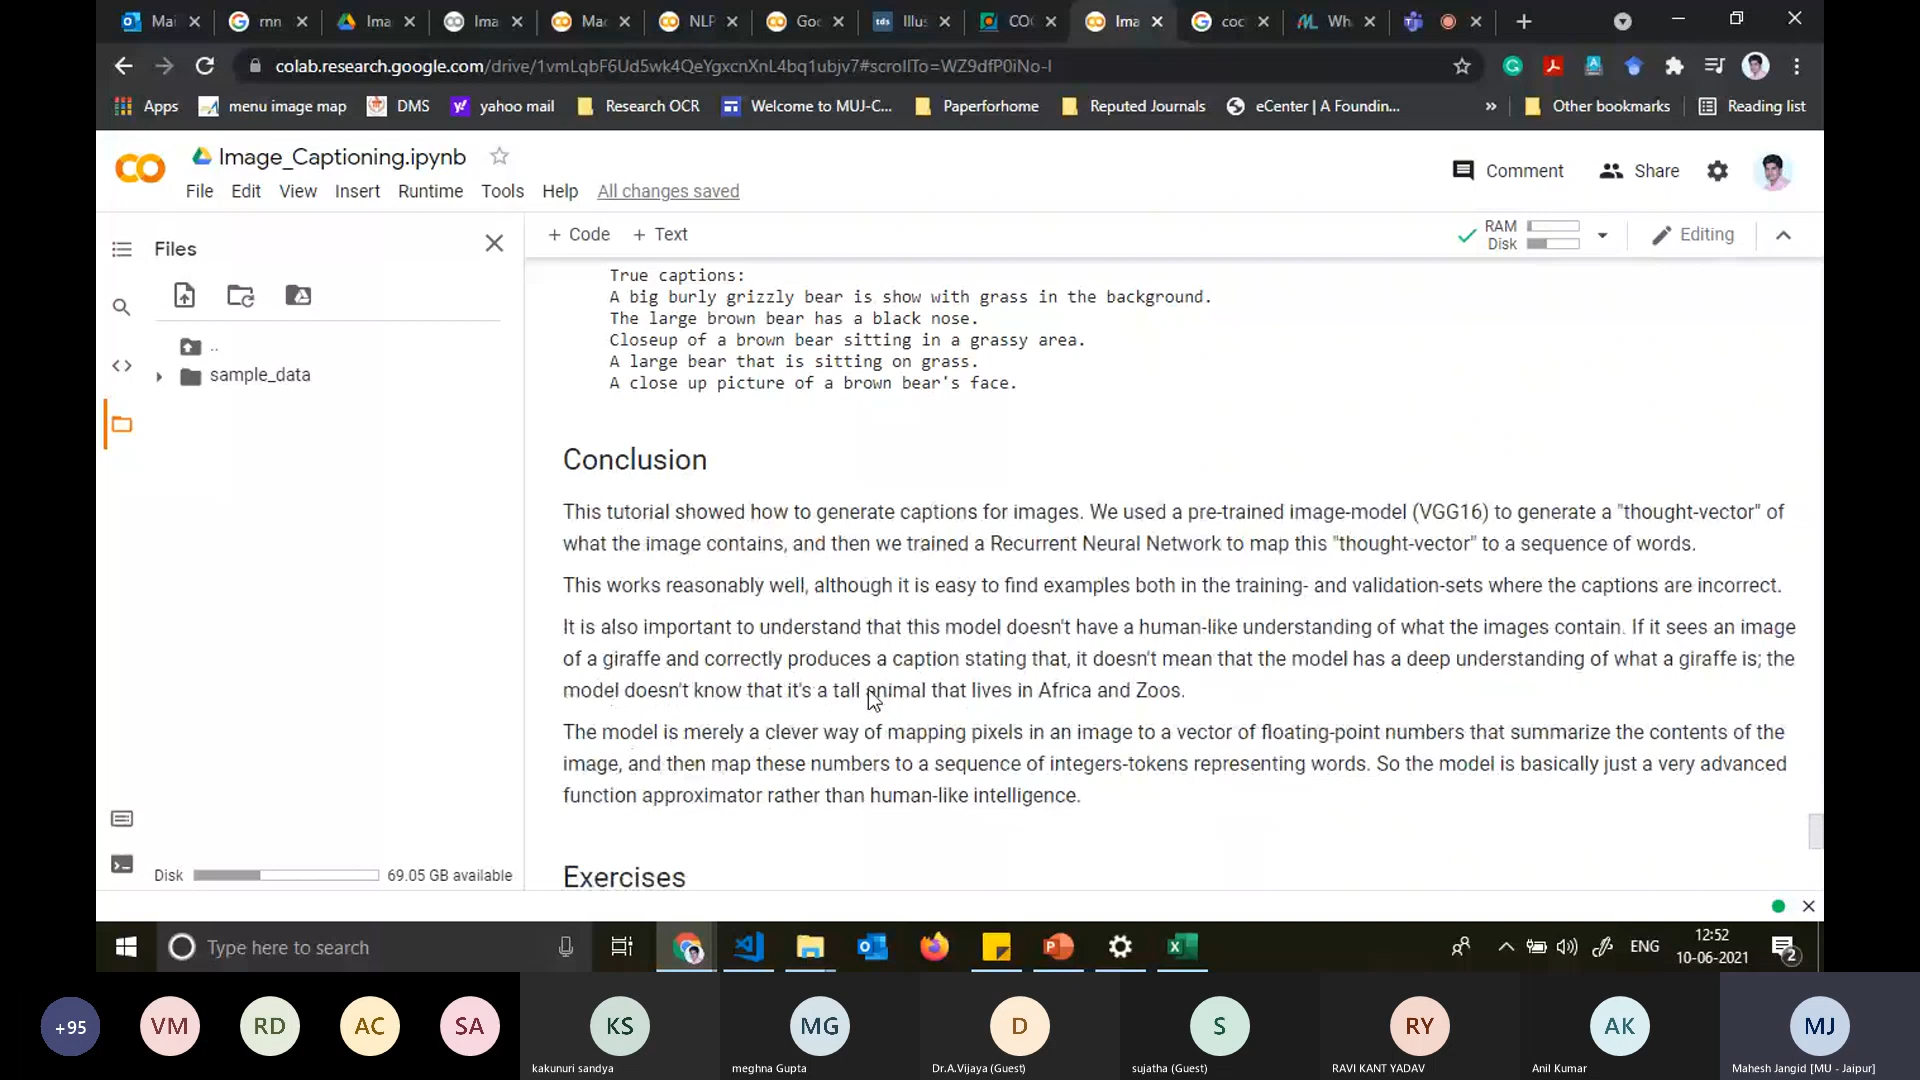 Mai
rnn
Ima
Ima
Mac
NLP
Goo
tds Illus
COC
Ima
coc
Wh
colab.research.google.com/drive/1vmLqbF6Ud5wk4QeYgxcnXnL4bq1ubjv7#scrollTo=WZ9dfP0iNo-I
Apps
menu image map
DMS
yahoo mail
Research OCR
Welcome to MUJ-C...
Paperforhome
Reputed Journals
eCenter | A Foundin...
»
Other bookmarks
Reading list
Image_Captioning.ipynb
Comment
Share
File Edit View Insert Runtime Tools Help All changes saved
Files
+ Code + Text
RAM
Disk
Editing
..
sample_data
Disk 69.05 GB available
True captions:
A big burly grizzly bear is show with grass in the background.
The large brown bear has a black nose.
Closeup of a brown bear sitting in a grassy area.
A large bear that is sitting on grass.
A close up picture of a brown bear's face.
Conclusion
This tutorial showed how to generate captions for images. We used a pre-trained image-model (VGG16) to generate a "thought-vector" of
what the image contains, and then we trained a Recurrent Neural Network to map this "thought-vector" to a sequence of words.
This works reasonably well, although it is easy to find examples both in the training- and validation-sets where the captions are incorrect.
It is also important to understand that this model doesn't have a human-like understanding of what the images contain. If it sees an image
of a giraffe and correctly produces a caption stating that, it doesn't mean that the model has a deep understanding of what a giraffe is; the
model doesn't know that it's a tall animal that lives in Africa and Zoos.
The model is merely a clever way of mapping pixels in an image to a vector of floating-point numbers that summarize the contents of the
image, and then map these numbers to a sequence of integers-tokens representing words. So the model is basically just a very advanced
function approximator rather than human-like intelligence.
Exercises
Type here to search
ENG
12:52
10-06-2021
2
+95
VM
RD
AC
SA
KS
MG
D
S
RY
AK
MJ
kakunuri sandya
meghna Gupta
Dr.A.Vijaya (Guest)
sujatha (Guest)
RAVI KANT YADAV
Anil Kumar
Mahesh Jangid [MU - Jaipur]